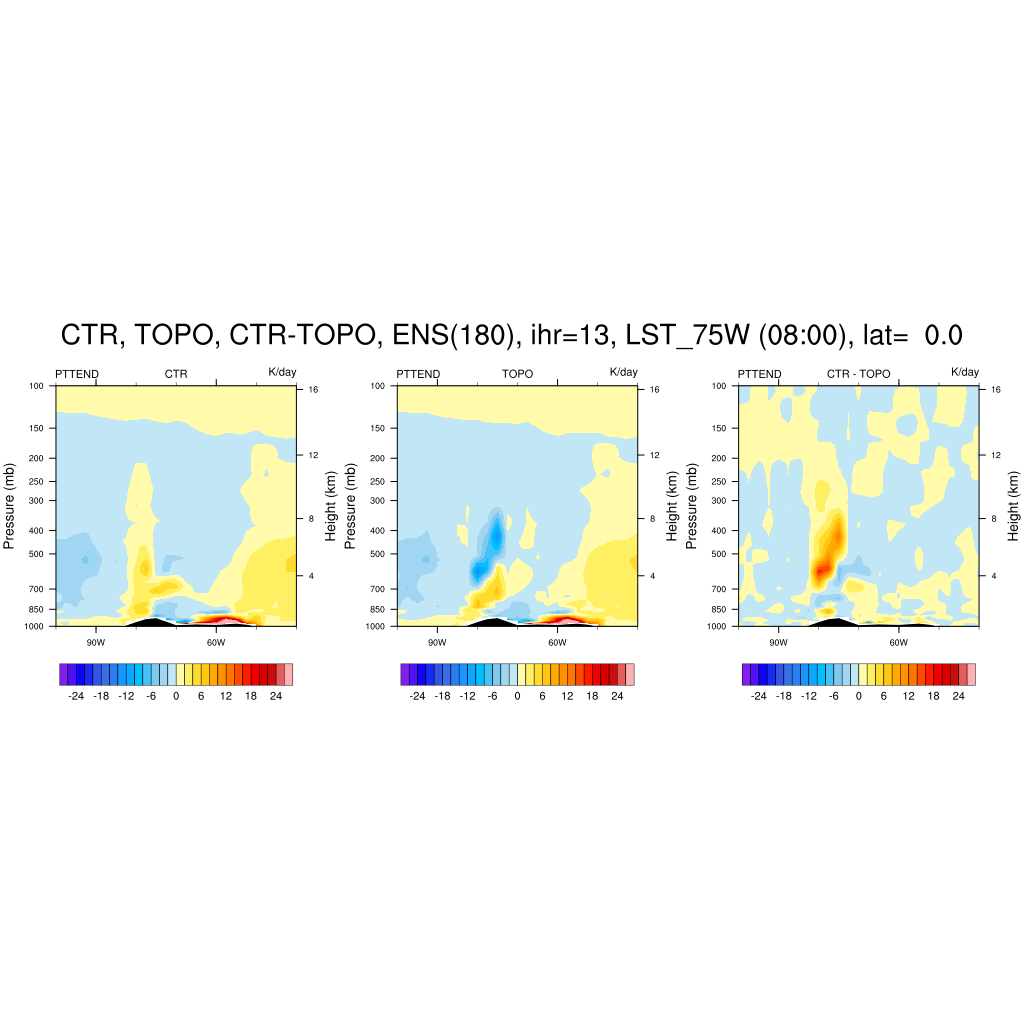 CTR, TOPO, CTR-TOPO, ENS(180), ihr=13, LST_75W (08:00), lat= 0.0
PTTEND CTR K/day
100
150
200
250
300
400
500
700
850
1000
Pressure (mb)
16
12
8
4
Height (km)
90W 60W
-24 -18 -12 -6 0 6 12 18 24
PTTEND TOPO K/day
100
150
200
250
300
400
500
700
850
1000
Pressure (mb)
16
12
8
4
Height (km)
90W 60W
-24 -18 -12 -6 0 6 12 18 24
PTTEND CTR - TOPO K/day
100
150
200
250
300
400
500
700
850
1000
Pressure (mb)
16
12
8
4
Height (km)
90W 60W
-24 -18 -12 -6 0 6 12 18 24